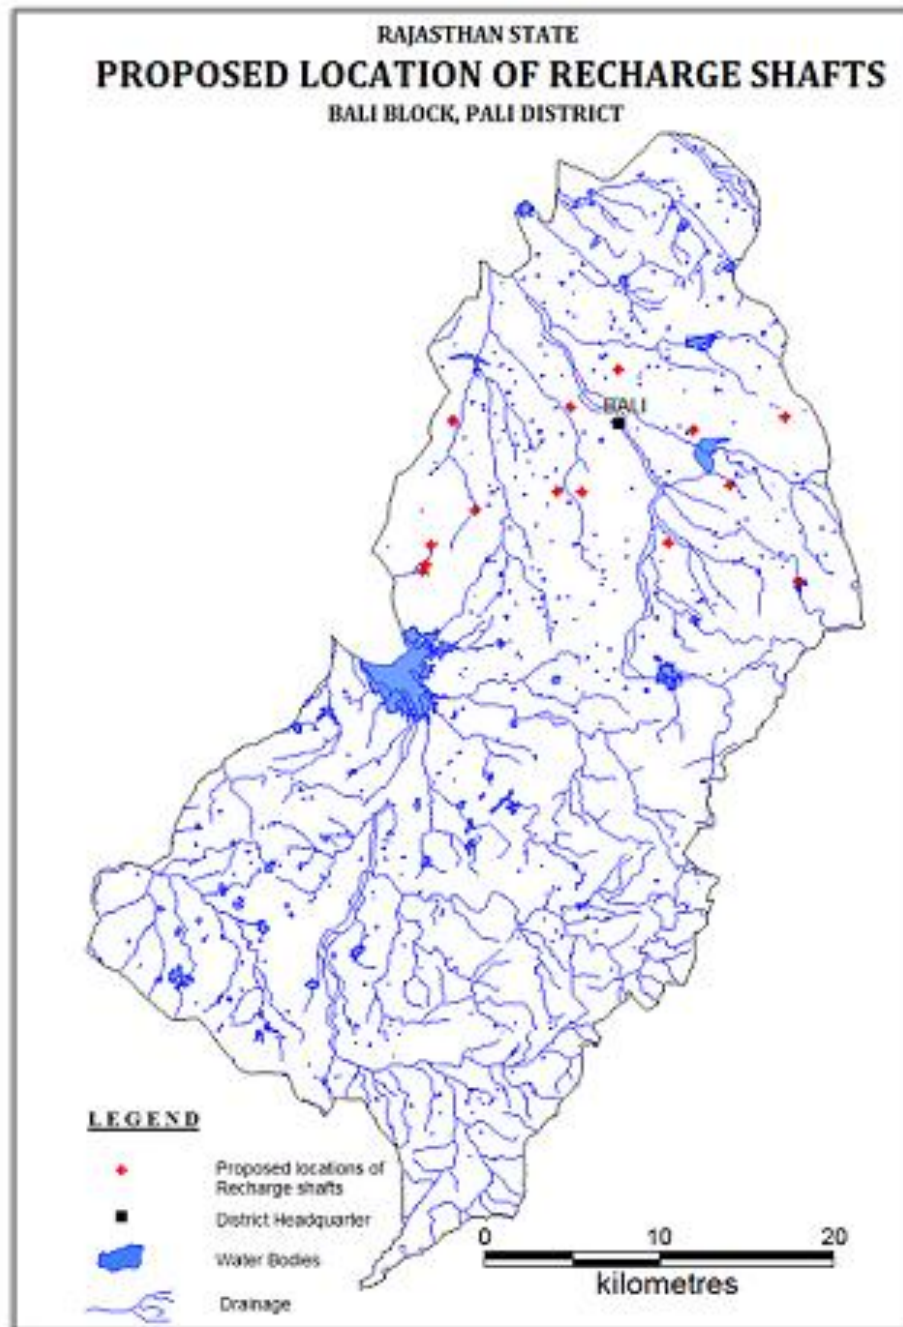 RAJASTHAN STATE
PROPOSED LOCATION OF RECHARGE SHAFTS
BALI BLOCK, PALI DISTRICT
BALI
LEGEND
Proposed locations of
Recharge shafts
District Headquarter
Water Bodies
Drainage
0 10 20
kilometres